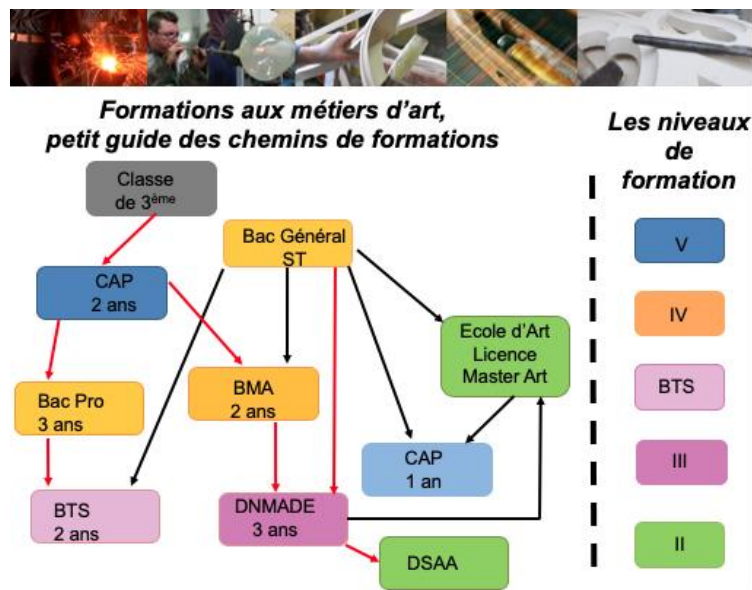 Formations aux métiers d'art,
petit guide des chemins de formations
Classe
de 3ème
CAP
2 ans
Bac Pro
3 ans
BTS
2 ans
Bac Général
ST
BMA
2 ans
DNMADE
3 ans
DSAA
CAP
1 an
Ecole d'Art
Licence
Master Art
Les niveaux
de
formation
V
IV
BTS
III
II